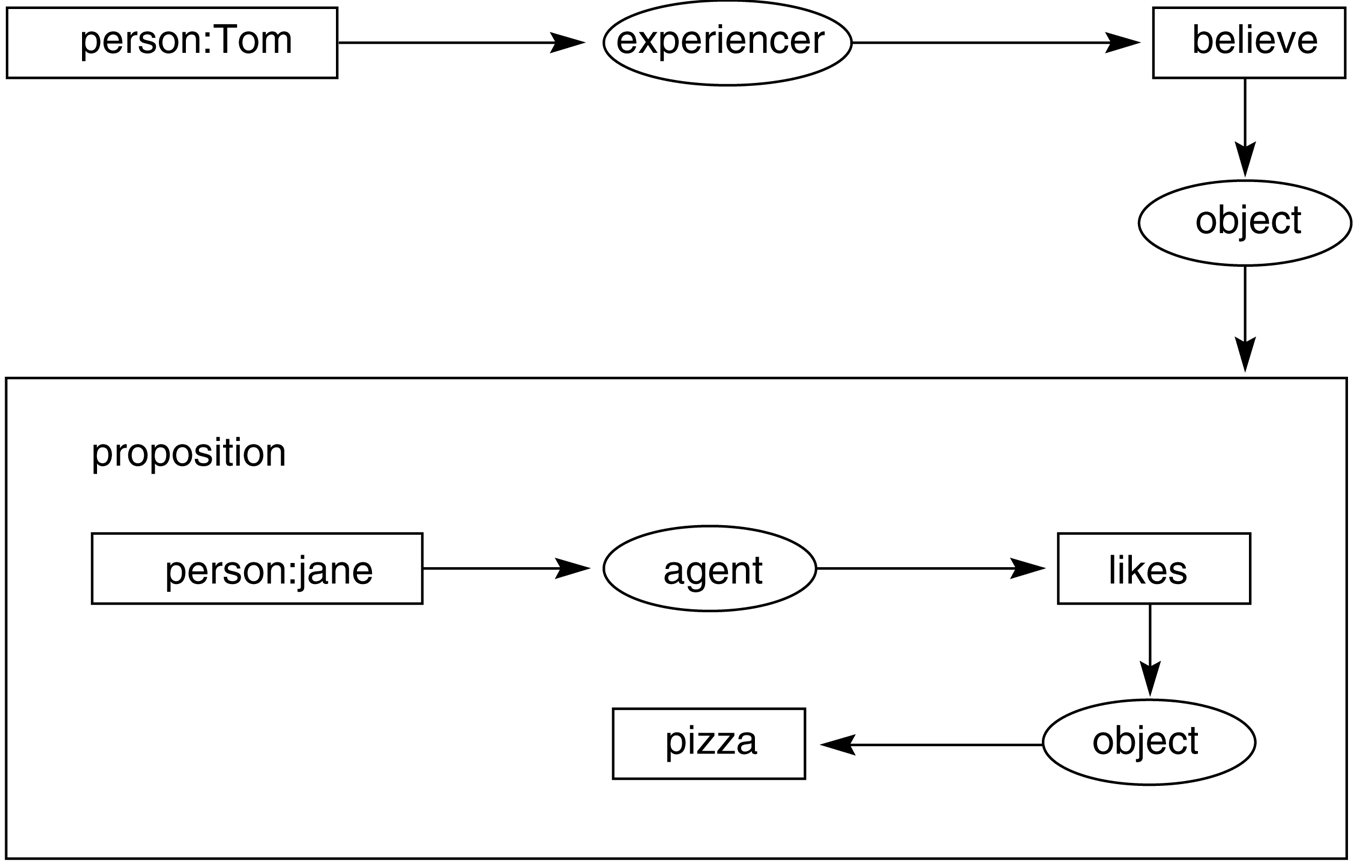 person:Tom
experiencer
believe
object
proposition
person:jane
agent
likes
pizza
object